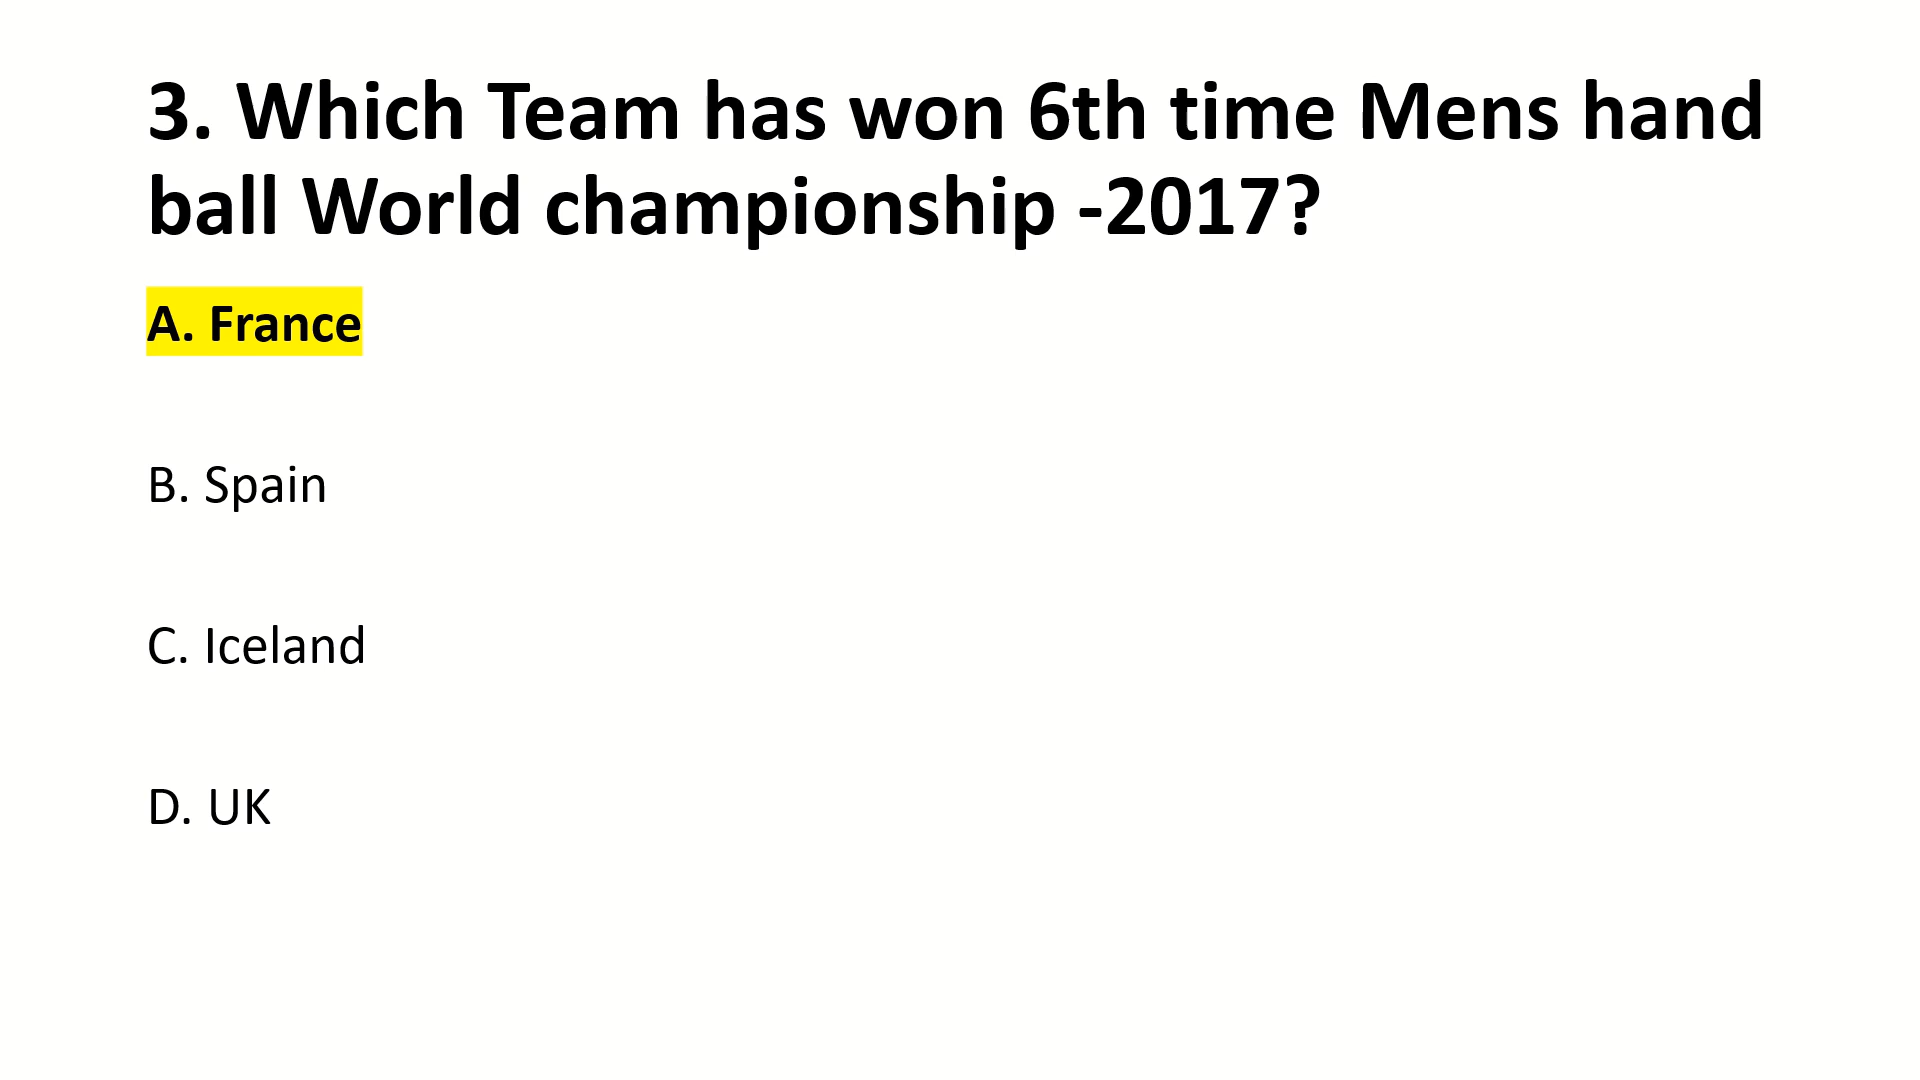 3. Which Team has won 6th time Mens hand
ball World championship -2017?
A. France
B. Spain
C. Iceland
D. UK